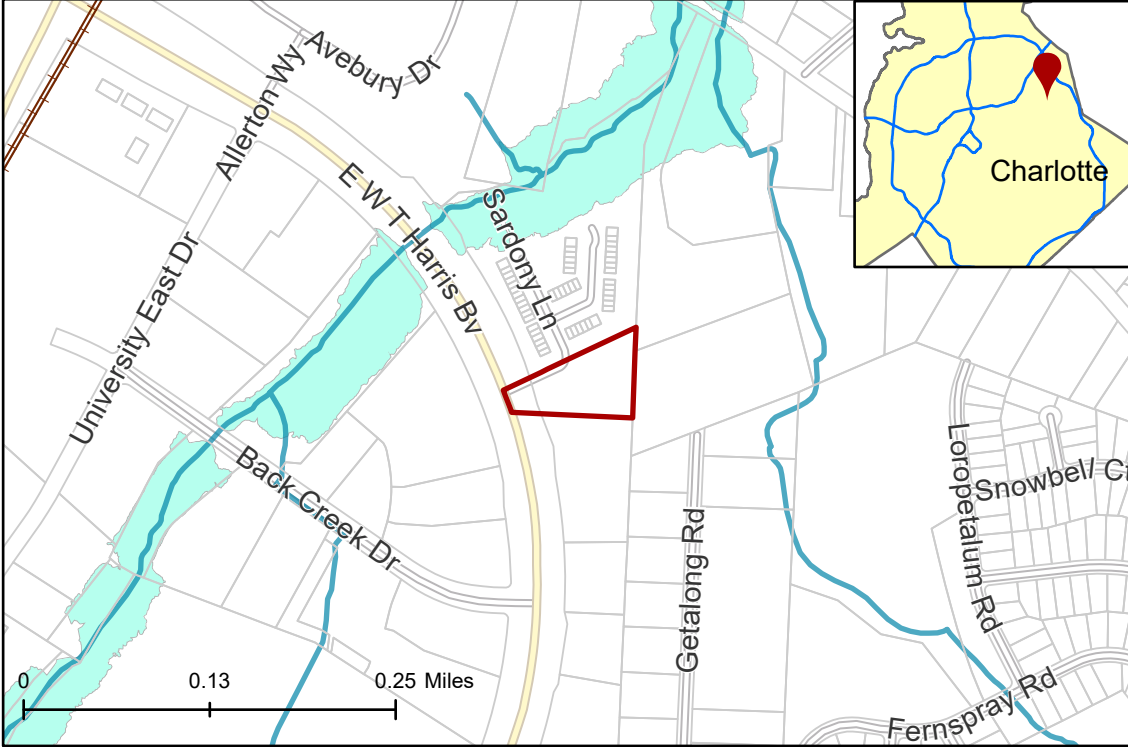 Avebury Dr
Allerton Wy
E W T Harris Bv
Sardony Ln
Charlotte
University East Dr
Back Creek Dr
Getalong Rd
Loropetalum Rd
Snowbell Ct
Fernspray Rd
0 0.13 0.25 Miles